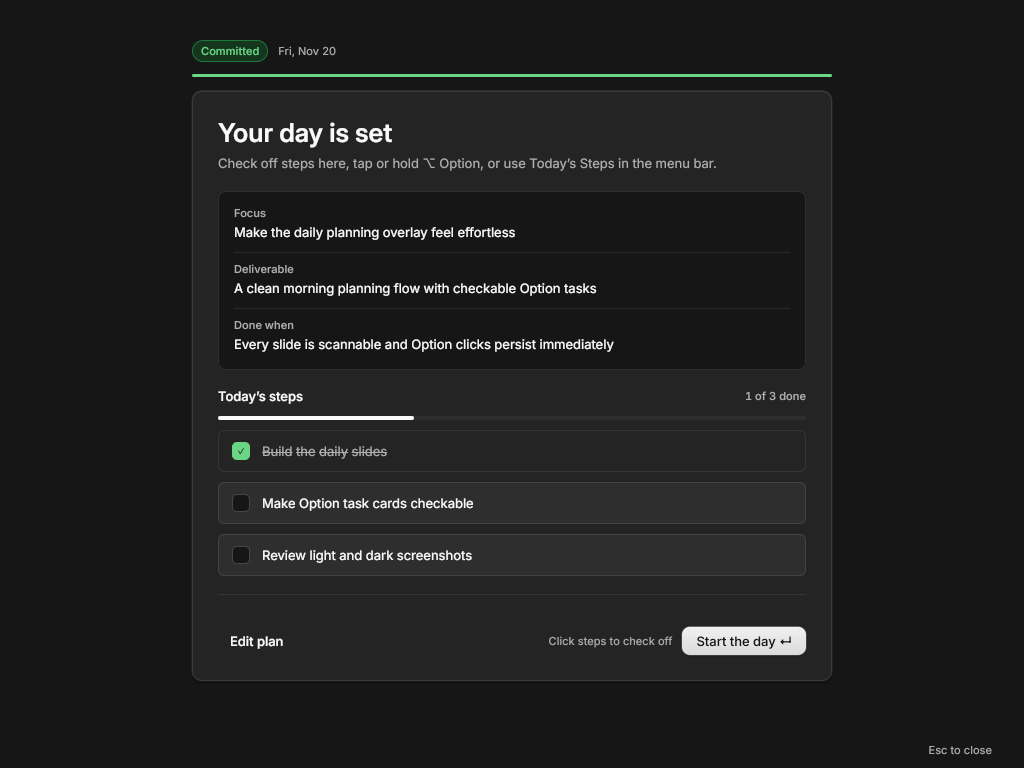 Committed Fri, Nov 20
Your day is set
Check off steps here, tap or hold ⌥ Option, or use Today’s Steps in the menu bar.
Focus
Make the daily planning overlay feel effortless
Deliverable
A clean morning planning flow with checkable Option tasks
Done when
Every slide is scannable and Option clicks persist immediately
Today’s steps 1 of 3 done
✓ Build the daily slides
Make Option task cards checkable
Review light and dark screenshots
Edit plan Click steps to check off Start the day ↵
Esc to close